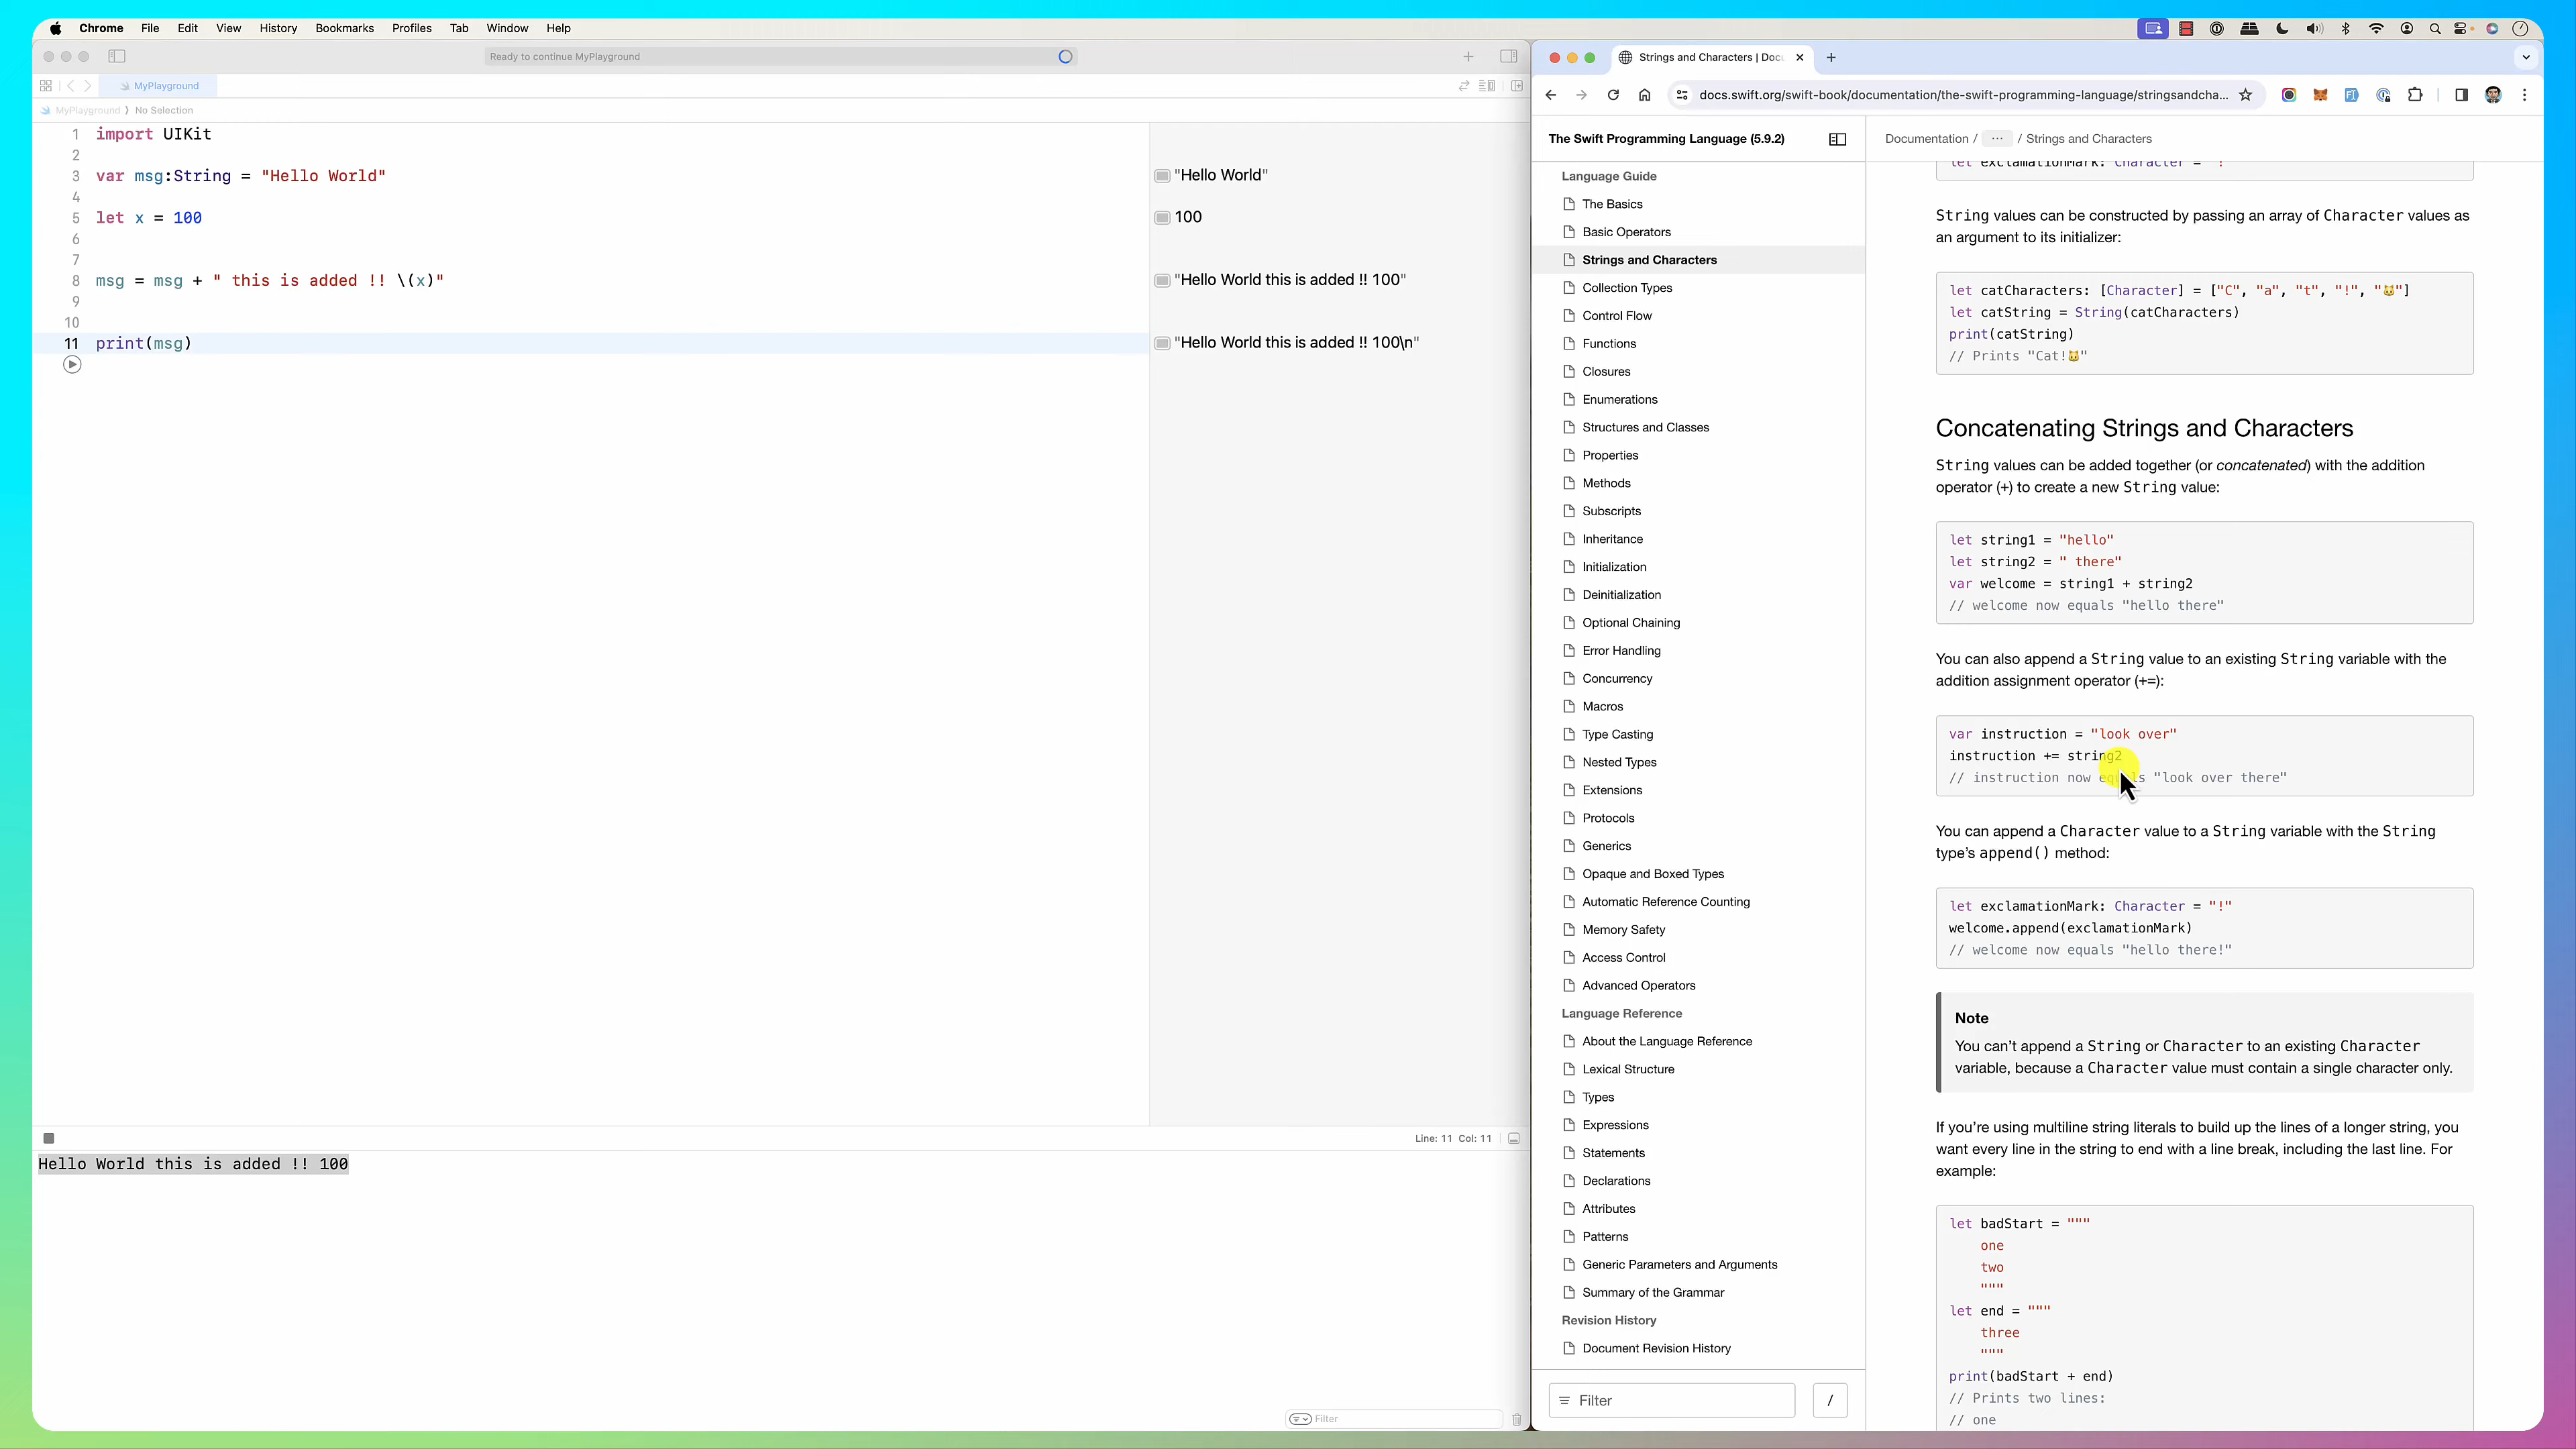 Chrome File Edit View History Bookmarks Profiles Tab Window Help
Ready to continue MyPlayground
MyPlayground
MyPlayground No Selection
1 import UIKit
2
3 var msg:String = "Hello World"
4
5 let x = 100
6
7
8 msg = msg + " this is added !! \(x)"
9
10
11 print(msg)
"Hello World"
100
"Hello World this is added !! 100"
"Hello World this is added !! 100\n"
Line: 11 Col: 11
Hello World this is added !! 100
Filter
Strings and Characters | Docu
docs.swift.org/swift-book/documentation/the-swift-programming-language/stringsandcha...
The Swift Programming Language (5.9.2)
Language Guide
The Basics
Basic Operators
Strings and Characters
Collection Types
Control Flow
Functions
Closures
Enumerations
Structures and Classes
Properties
Methods
Subscripts
Inheritance
Initialization
Deinitialization
Optional Chaining
Error Handling
Concurrency
Macros
Type Casting
Nested Types
Extensions
Protocols
Generics
Opaque and Boxed Types
Automatic Reference Counting
Memory Safety
Access Control
Advanced Operators
Language Reference
About the Language Reference
Lexical Structure
Types
Expressions
Statements
Declarations
Attributes
Patterns
Generic Parameters and Arguments
Summary of the Grammar
Revision History
Document Revision History
Filter
/
Documentation / ··· / Strings and Characters
let exclamationMark: Character = "!"
String values can be constructed by passing an array of Character values as
an argument to its initializer:
let catCharacters: [Character] = ["C", "a", "t", "!", "🐱"]
let catString = String(catCharacters)
print(catString)
// Prints "Cat!🐱"
Concatenating Strings and Characters
String values can be added together (or concatenated) with the addition
operator (+) to create a new String value:
let string1 = "hello"
let string2 = " there"
var welcome = string1 + string2
// welcome now equals "hello there"
You can also append a String value to an existing String variable with the
addition assignment operator (+=):
var instruction = "look over"
instruction += string2
// instruction now equals "look over there"
You can append a Character value to a String variable with the String
type’s append() method:
let exclamationMark: Character = "!"
welcome.append(exclamationMark)
// welcome now equals "hello there!"
Note
You can’t append a String or Character to an existing Character
variable, because a Character value must contain a single character only.
If you’re using multiline string literals to build up the lines of a longer string, you
want every line in the string to end with a line break, including the last line. For
example:
let badStart = """
one
two
"""
let end = """
three
"""
print(badStart + end)
// Prints two lines:
// one